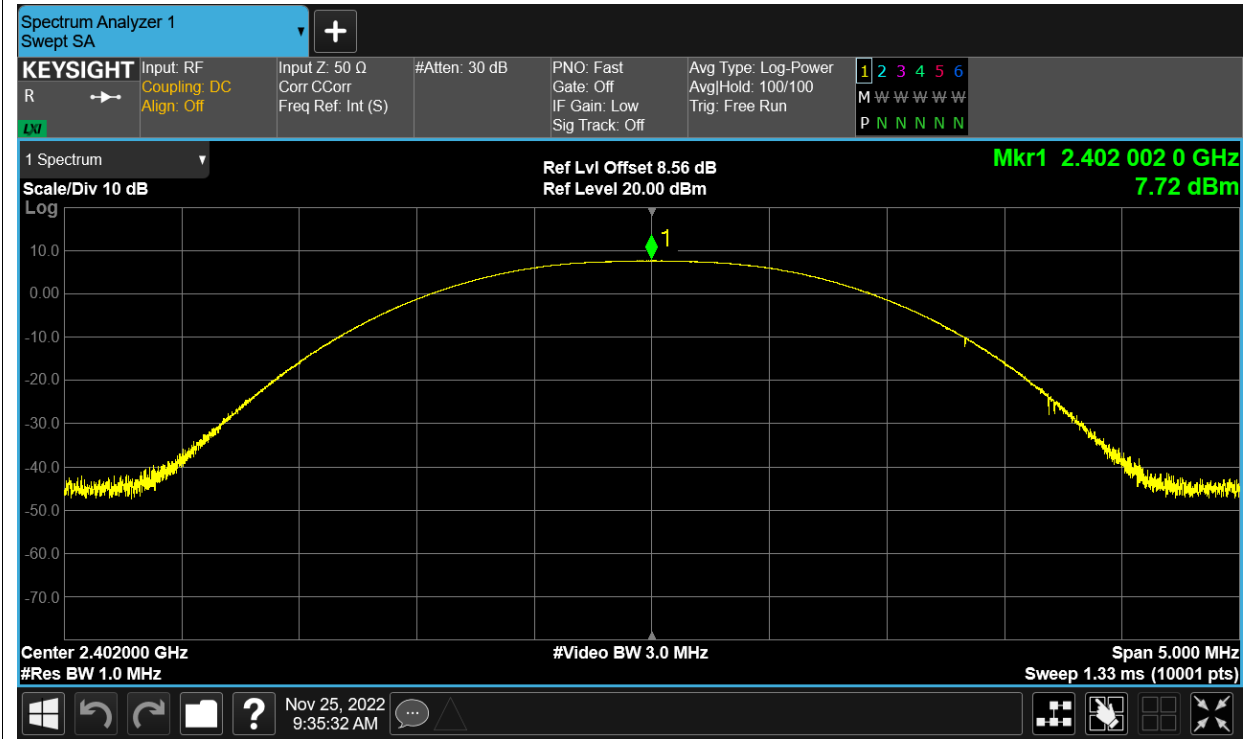 Spectrum Analyzer 1
Swept SA
KEYSIGHT
R
LXI
Input: RF
Coupling: DC
Align: Off
Input Z: 50 Ω
Corr CCorr
Freq Ref: Int (S)
#Atten: 30 dB
PNO: Fast
Gate: Off
IF Gain: Low
Sig Track: Off
Avg Type: Log-Power
Avg|Hold: 100/100
Trig: Free Run
1 2 3 4 5 6
M W W W W W
P N N N N N
1 Spectrum
Scale/Div 10 dB
Log
Ref Lvl Offset 8.56 dB
Ref Level 20.00 dBm
Mkr1 2.402 002 0 GHz
7.72 dBm
1
10.0
0.00
-10.0
-20.0
-30.0
-40.0
-50.0
-60.0
-70.0
Center 2.402000 GHz
#Video BW 3.0 MHz
Span 5.000 MHz
#Res BW 1.0 MHz
Sweep 1.33 ms (10001 pts)
?
Nov 25, 2022
9:35:32 AM